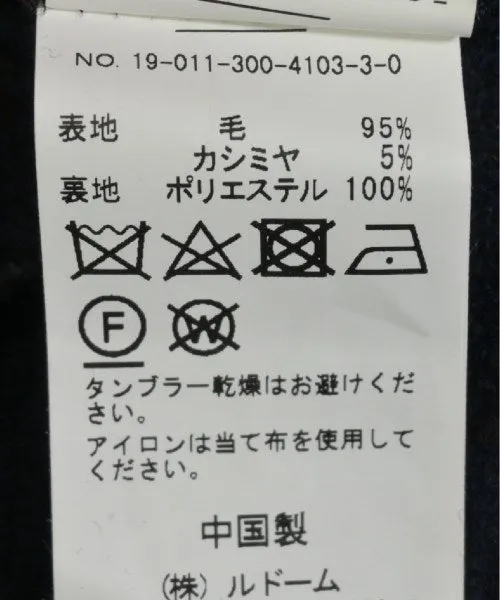 NO. 19-011-300-4103-3-0
表地 毛 95%
カシミヤ 5%
裏地 ポリエステル 100%
F W
タンブラー乾燥はお避けくだ
さい。
アイロンは当て布を使用して
ください。
中国製
(株) ルドーム